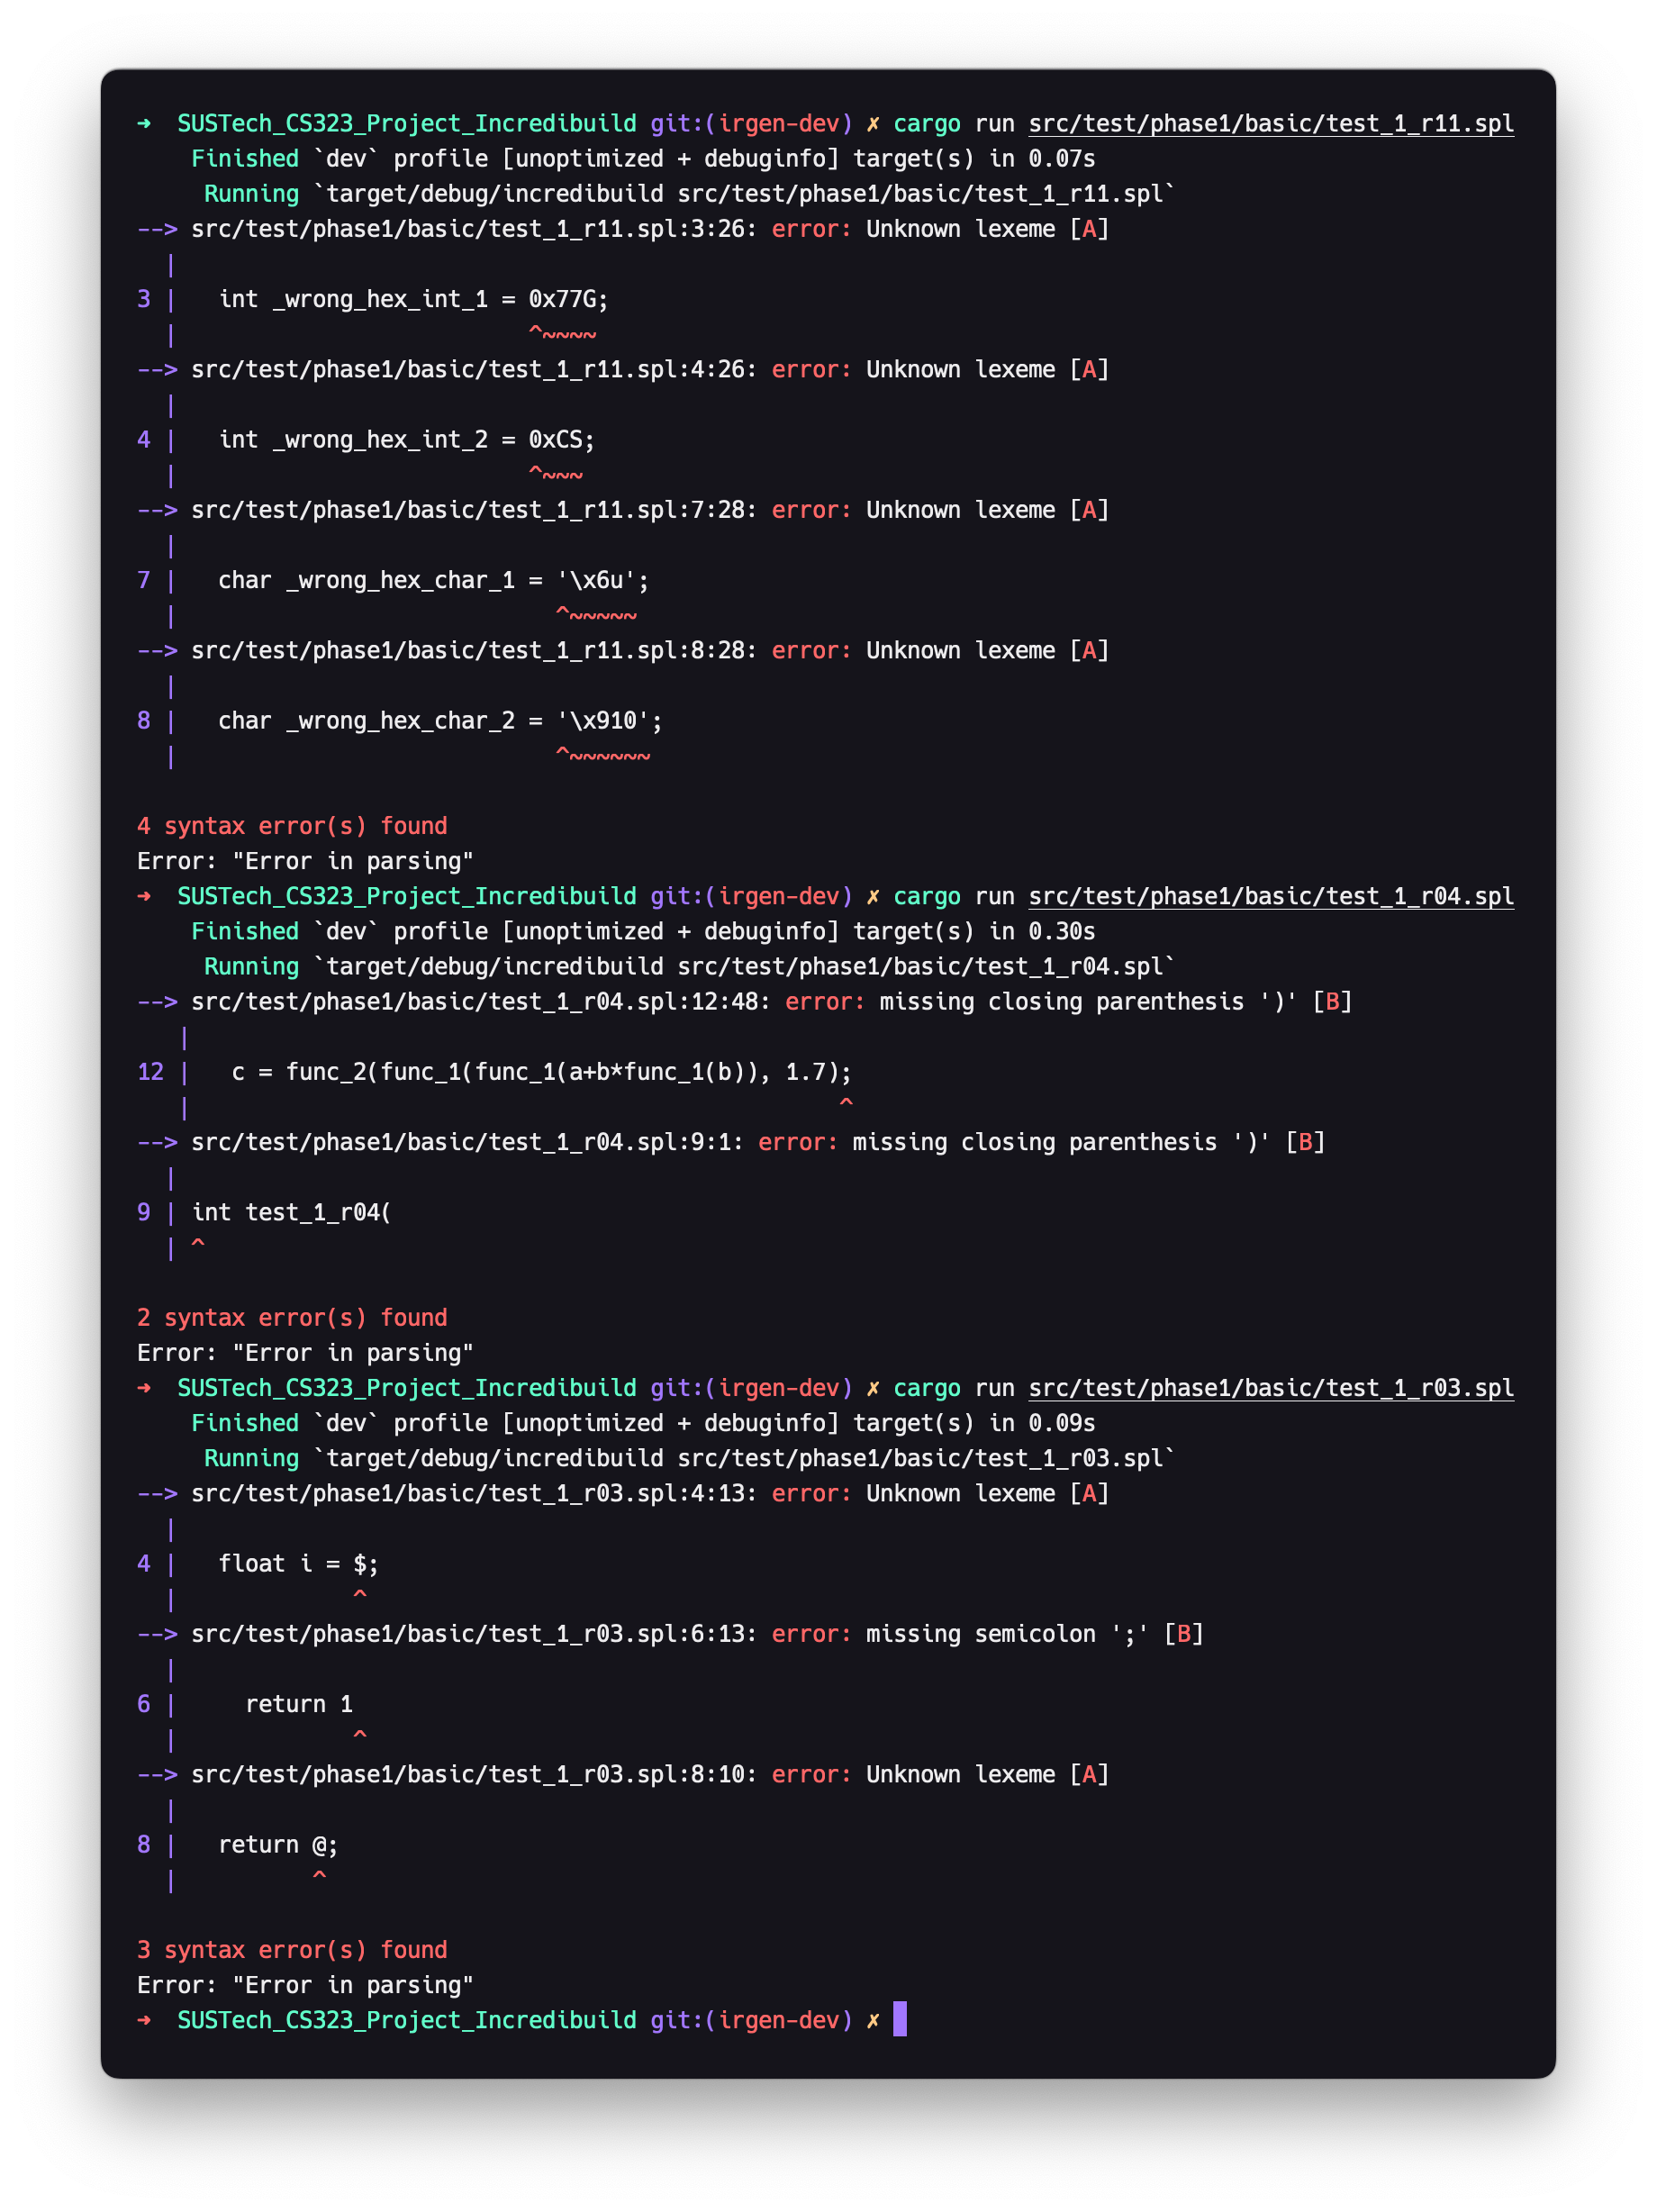 ➜  SUSTech_CS323_Project_Incredibuild git:(irgen-dev) ✗ cargo run src/test/phase1/basic/test_1_r11.spl
    Finished `dev` profile [unoptimized + debuginfo] target(s) in 0.07s
     Running `target/debug/incredibuild src/test/phase1/basic/test_1_r11.spl`
--> src/test/phase1/basic/test_1_r11.spl:3:26: error: Unknown lexeme [A]
  |
3 |   int _wrong_hex_int_1 = 0x77G;
  |                          ^~~~~
--> src/test/phase1/basic/test_1_r11.spl:4:26: error: Unknown lexeme [A]
  |
4 |   int _wrong_hex_int_2 = 0xCS;
  |                          ^~~~
--> src/test/phase1/basic/test_1_r11.spl:7:28: error: Unknown lexeme [A]
  |
7 |   char _wrong_hex_char_1 = '\x6u';
  |                            ^~~~~~
--> src/test/phase1/basic/test_1_r11.spl:8:28: error: Unknown lexeme [A]
  |
8 |   char _wrong_hex_char_2 = '\x910';
  |                            ^~~~~~~

4 syntax error(s) found
Error: "Error in parsing"
➜  SUSTech_CS323_Project_Incredibuild git:(irgen-dev) ✗ cargo run src/test/phase1/basic/test_1_r04.spl
    Finished `dev` profile [unoptimized + debuginfo] target(s) in 0.30s
     Running `target/debug/incredibuild src/test/phase1/basic/test_1_r04.spl`
--> src/test/phase1/basic/test_1_r04.spl:12:48: error: missing closing parenthesis ')' [B]
   |
12 |   c = func_2(func_1(func_1(a+b*func_1(b)), 1.7);
   |                                                ^
--> src/test/phase1/basic/test_1_r04.spl:9:1: error: missing closing parenthesis ')' [B]
  |
9 | int test_1_r04(
  | ^

2 syntax error(s) found
Error: "Error in parsing"
➜  SUSTech_CS323_Project_Incredibuild git:(irgen-dev) ✗ cargo run src/test/phase1/basic/test_1_r03.spl
    Finished `dev` profile [unoptimized + debuginfo] target(s) in 0.09s
     Running `target/debug/incredibuild src/test/phase1/basic/test_1_r03.spl`
--> src/test/phase1/basic/test_1_r03.spl:4:13: error: Unknown lexeme [A]
  |
4 |   float i = $;
  |             ^
--> src/test/phase1/basic/test_1_r03.spl:6:13: error: missing semicolon ';' [B]
  |
6 |     return 1
  |             ^
--> src/test/phase1/basic/test_1_r03.spl:8:10: error: Unknown lexeme [A]
  |
8 |   return @;
  |          ^

3 syntax error(s) found
Error: "Error in parsing"
➜  SUSTech_CS323_Project_Incredibuild git:(irgen-dev) ✗